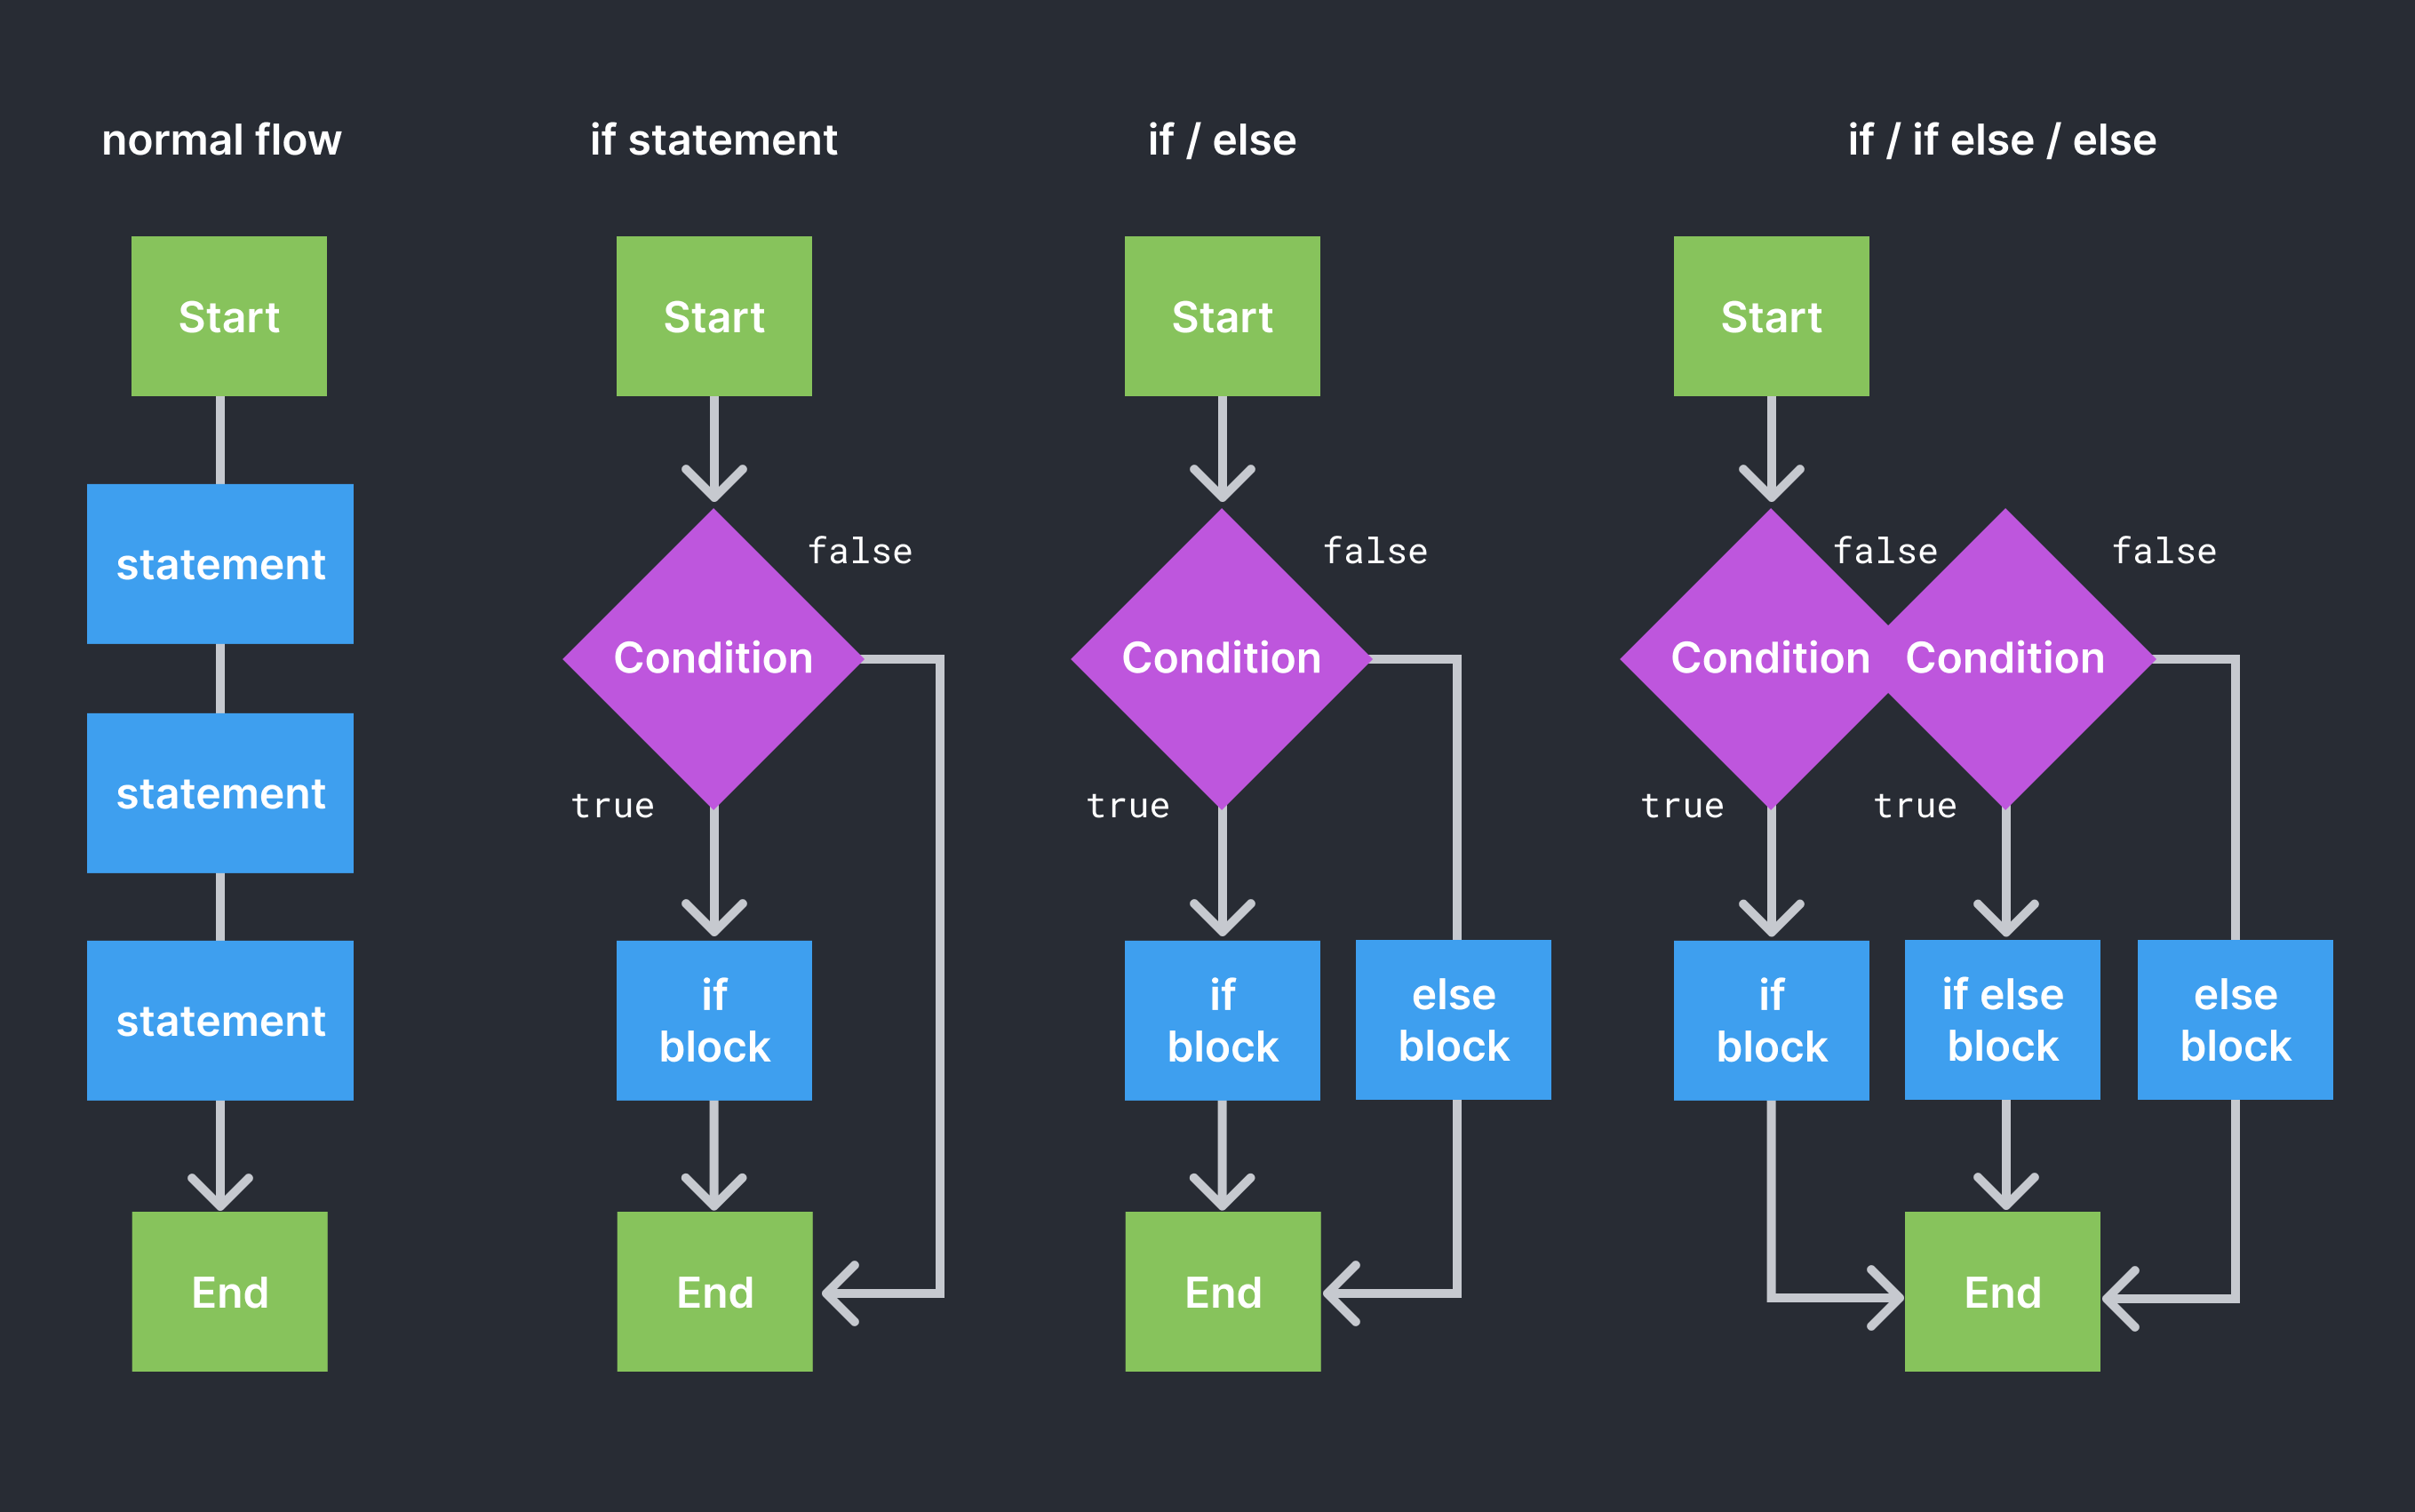 normal flow
Start
statement
statement
statement
End
if statement
Start
false
Condition
true
if
block
End
if / else
Start
false
Condition
true
if
block
else
block
End
if / if else / else
Start
false
false
Condition
Condition
true
true
if
block
if else
block
else
block
End